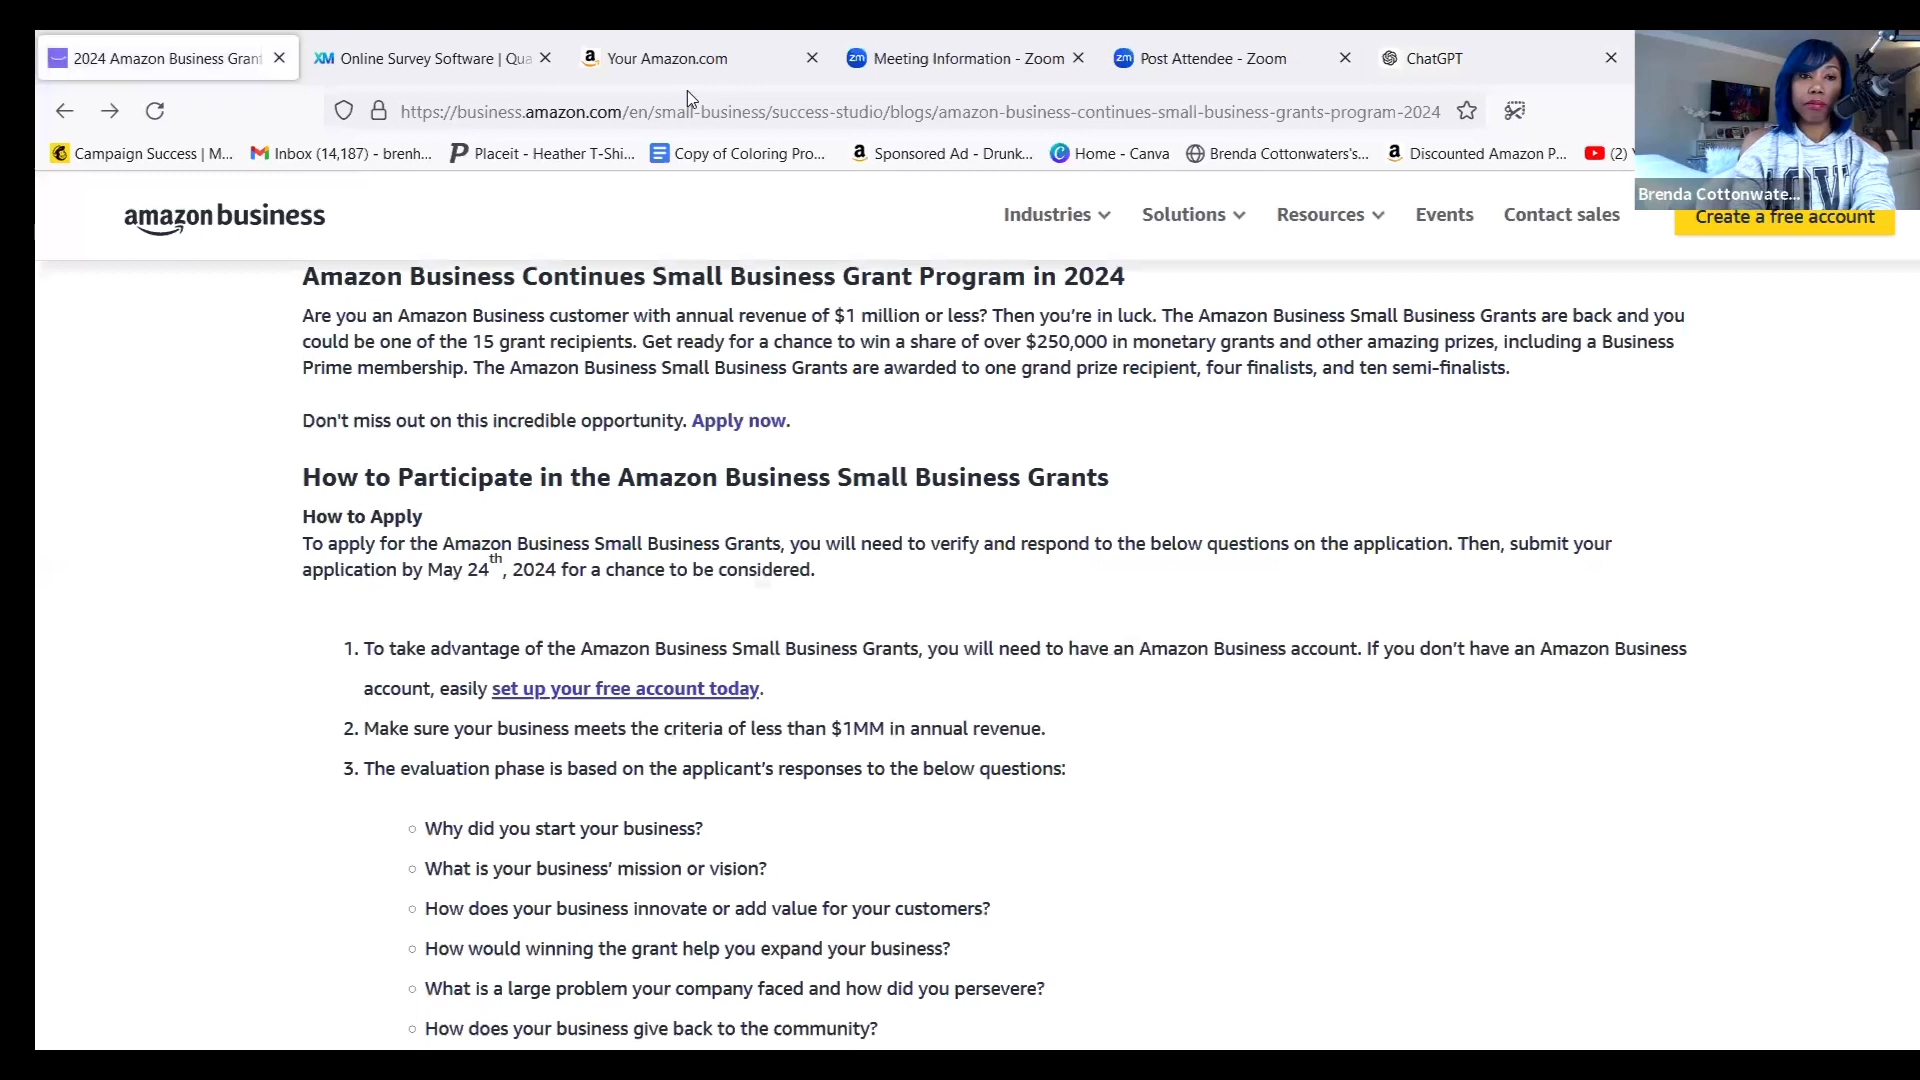 2024 Amazon Business Grant
Online Survey Software | Qua
Your Amazon.com
Meeting Information - Zoom
Post Attendee - Zoom
ChatGPT
https://business.amazon.com/en/small-business/success-studio/blogs/amazon-business-continues-small-business-grants-program-2024
Campaign Success | M...
Inbox (14,187) - brenh...
Placeit - Heather T-Shi...
Copy of Coloring Pro...
Sponsored Ad - Drunk...
Home - Canva
Brenda Cottonwaters's...
Discounted Amazon P...
(2)
Brenda Cottonwate...
amazon business
Industries
Solutions
Resources
Events
Contact sales
Create a free account
Amazon Business Continues Small Business Grant Program in 2024
Are you an Amazon Business customer with annual revenue of $1 million or less? Then you’re in luck. The Amazon Business Small Business Grants are back and you
could be one of the 15 grant recipients. Get ready for a chance to win a share of over $250,000 in monetary grants and other amazing prizes, including a Business
Prime membership. The Amazon Business Small Business Grants are awarded to one grand prize recipient, four finalists, and ten semi-finalists.
Don't miss out on this incredible opportunity. Apply now.
How to Participate in the Amazon Business Small Business Grants
How to Apply
To apply for the Amazon Business Small Business Grants, you will need to verify and respond to the below questions on the application. Then, submit your
application by May 24th, 2024 for a chance to be considered.
1. To take advantage of the Amazon Business Small Business Grants, you will need to have an Amazon Business account. If you don’t have an Amazon Business
account, easily set up your free account today.
2. Make sure your business meets the criteria of less than $1MM in annual revenue.
3. The evaluation phase is based on the applicant’s responses to the below questions:
○ Why did you start your business?
○ What is your business’ mission or vision?
○ How does your business innovate or add value for your customers?
○ How would winning the grant help you expand your business?
○ What is a large problem your company faced and how did you persevere?
○ How does your business give back to the community?